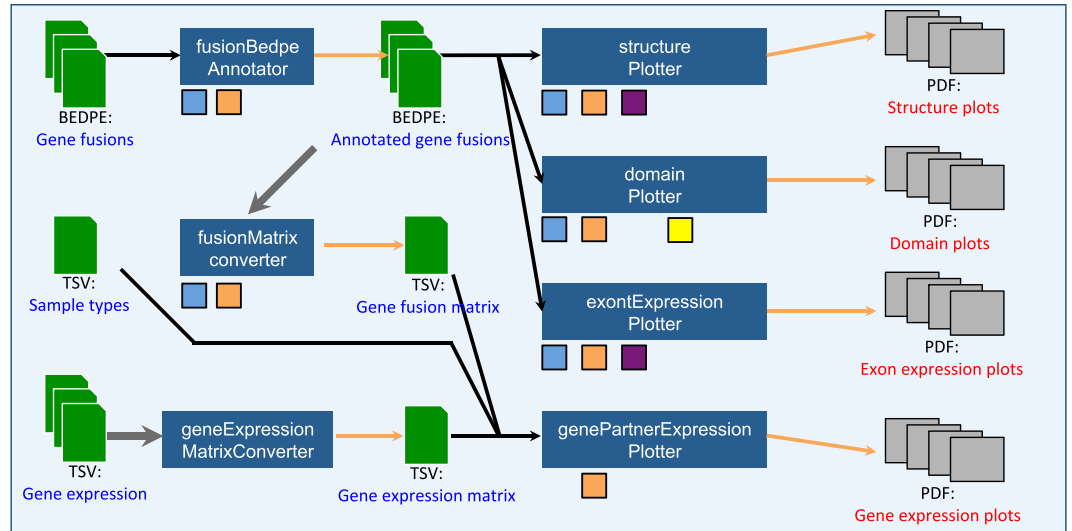 fusionBedpe
Annotator
structure
Plotter
BEDPE:
Gene fusions
BEDPE:
Annotated gene fusions
PDF:
Structure plots
domain
Plotter
PDF:
Domain plots
fusionMatrix
converter
TSV:
Sample types
TSV:
Gene fusion matrix
exontExpression
Plotter
PDF:
Exon expression plots
geneExpression
MatrixConverter
genePartnerExpression
Plotter
TSV:
Gene expression
TSV:
Gene expression matrix
PDF:
Gene expression plots